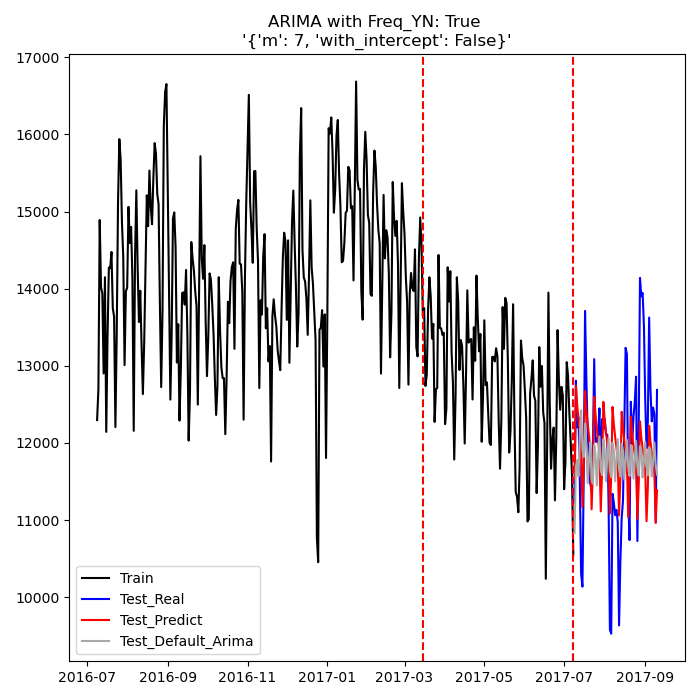 ARIMA with Freq_YN: True
'{'m': 7, 'with_intercept': False}'
17000
16000
15000
14000
13000
12000
11000
10000
Train
Test_Real
Test_Predict
Test_Default_Arima
2016-07 2016-09 2016-11 2017-01 2017-03 2017-05 2017-07 2017-09